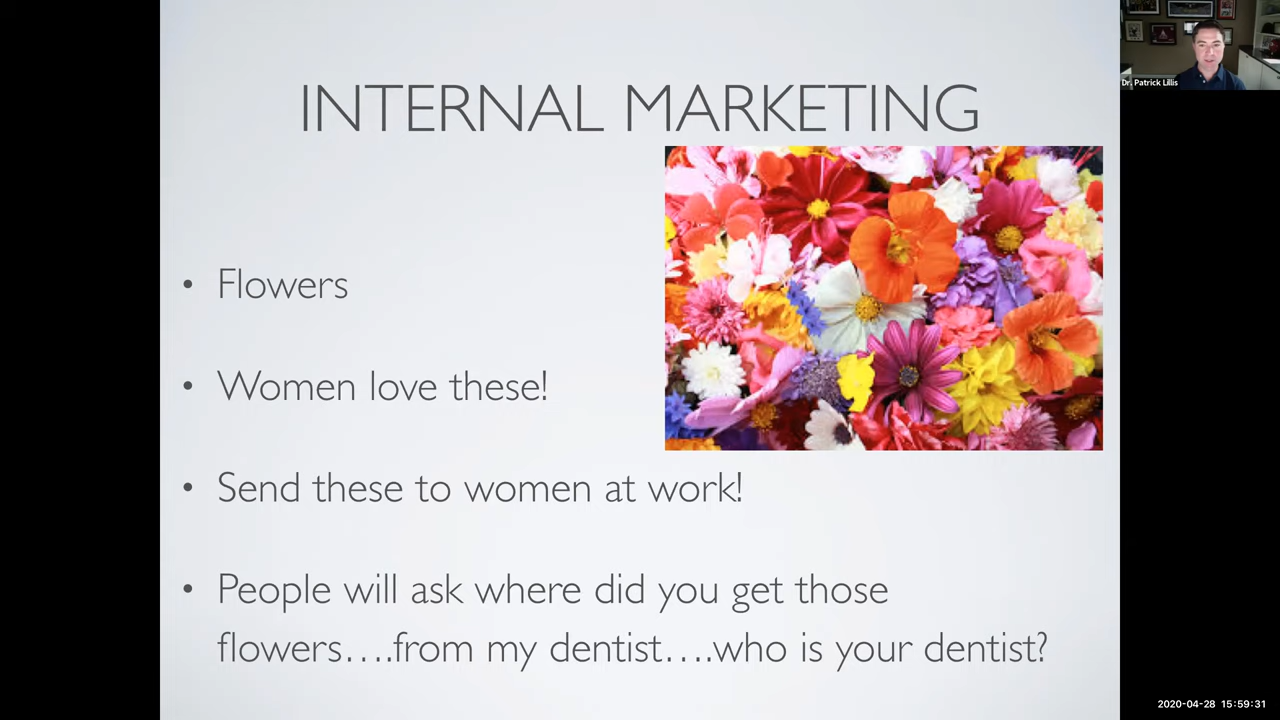 INTERNAL MARKETING
Dr. Patrick Lillis
• Flowers
• Women love these!
• Send these to women at work!
• People will ask where did you get those
flowers….from my dentist….who is your dentist?
2020-04-28 15:59:31